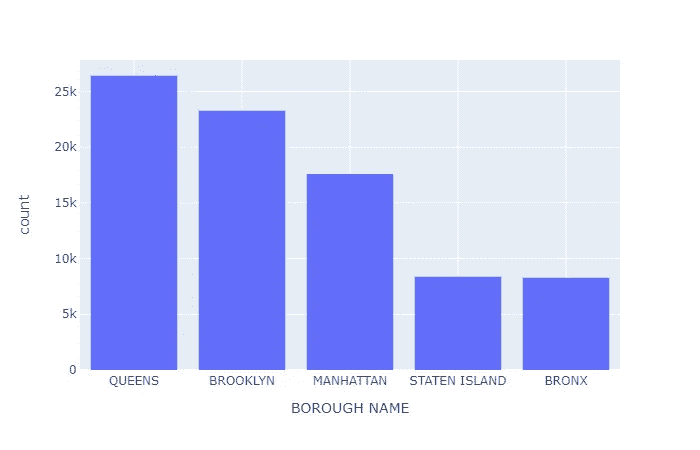 count
25k
20k
15k
10k
5k
0
QUEENS BROOKLYN MANHATTAN STATEN ISLAND BRONX
BOROUGH NAME